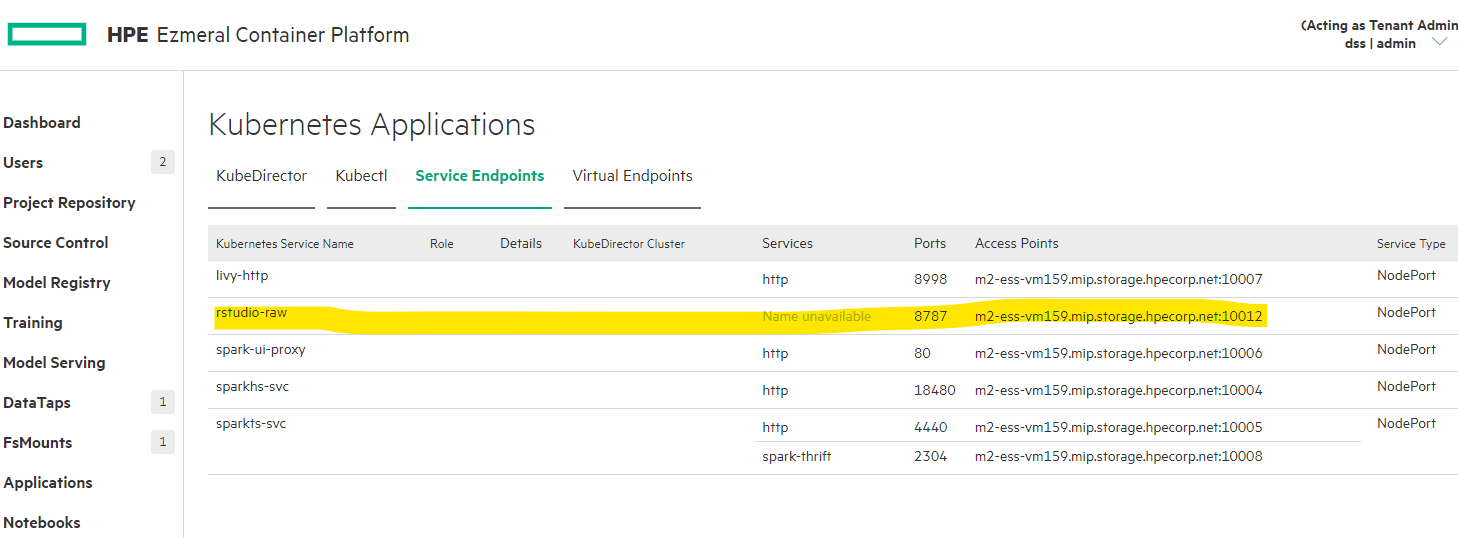 HPE Ezmeral Container Platform
(Acting as Tenant Admin
dss | admin
Dashboard
Users 2
Project Repository
Source Control
Model Registry
Training
Model Serving
DataTaps 1
FsMounts 1
Applications
Notebooks
Kubernetes Applications
KubeDirector Kubectl Service Endpoints Virtual Endpoints
Kubernetes Service Name Role Details KubeDirector Cluster Services Ports Access Points Service Type
livy-http http 8998 m2-ess-vm159.mip.storage.hpecorp.net:10007 NodePort
rstudio-raw Name unavailable 8787 m2-ess-vm159.mip.storage.hpecorp.net:10012 NodePort
spark-ui-proxy http 80 m2-ess-vm159.mip.storage.hpecorp.net:10006 NodePort
sparkhs-svc http 18480 m2-ess-vm159.mip.storage.hpecorp.net:10004 NodePort
sparkts-svc http 4440 m2-ess-vm159.mip.storage.hpecorp.net:10005 NodePort
spark-thrift 2304 m2-ess-vm159.mip.storage.hpecorp.net:10008